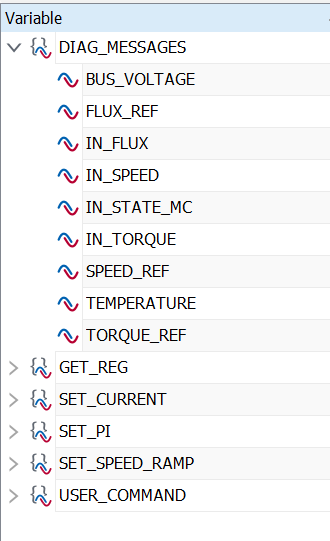 Variable
DIAG_MESSAGES
BUS_VOLTAGE
FLUX_REF
IN_FLUX
IN_SPEED
IN_STATE_MC
IN_TORQUE
SPEED_REF
TEMPERATURE
TORQUE_REF
GET_REG
SET_CURRENT
SET_PI
SET_SPEED_RAMP
USER_COMMAND